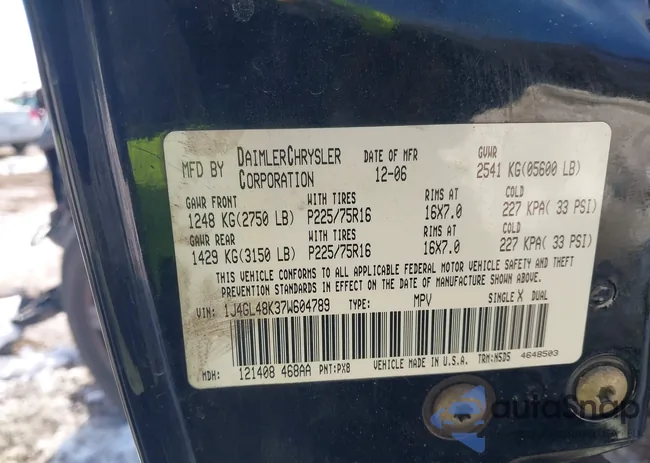 MFD BY DAIMLERCHRYSLER CORPORATION DATE OF MFR 12-06 GVWR 2541 KG(05600 LB)
GAWR FRONT WITH TIRES RIMS AT COLD
1248 KG(2750 LB) P225/75R16 16X7.0 227 KPA( 33 PSI)
GAWR REAR WITH TIRES RIMS AT COLD
1429 KG(3150 LB) P225/75R16 16X7.0 227 KPA( 33 PSI)
THIS VEHICLE CONFORMS TO ALL APPLICABLE FEDERAL MOTOR VEHICLE SAFETY AND THEFT
PREVENTION STANDARDS IN EFFECT ON THE DATE OF MANUFACTURE SHOWN ABOVE.
VIN: 1J4GL48K37W604789 TYPE: MPV SINGLE X DUAL
MDH: 121408 468AA PNT:PX8 VEHICLE MADE IN U.S.A. TRM:N5D5 4648503
autoSnap